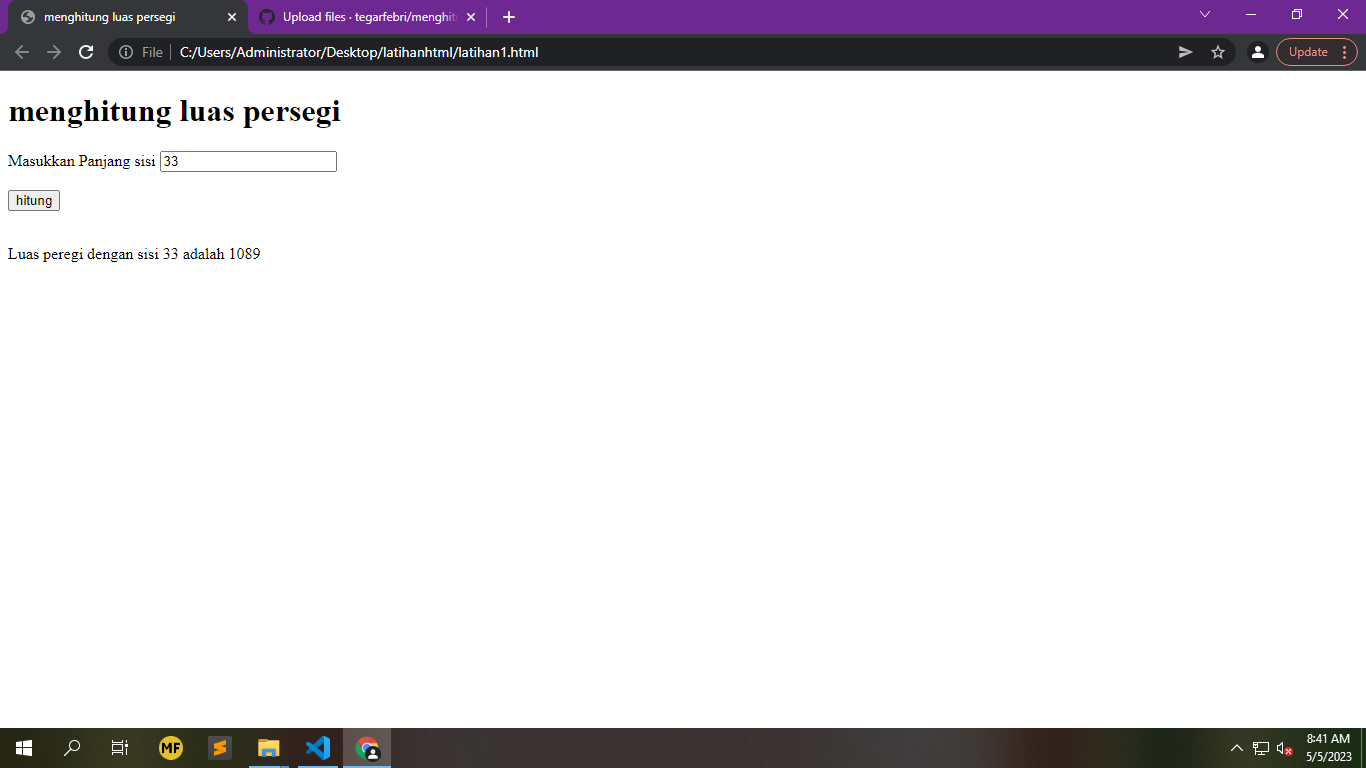 menghitung luas persegi
Upload files · tegarfebri/menghit
File
C:/Users/Administrator/Desktop/latihanhtml/latihan1.html
Update
menghitung luas persegi
Masukkan Panjang sisi 33
hitung
Luas peregi dengan sisi 33 adalah 1089
MF
8:41 AM
5/5/2023